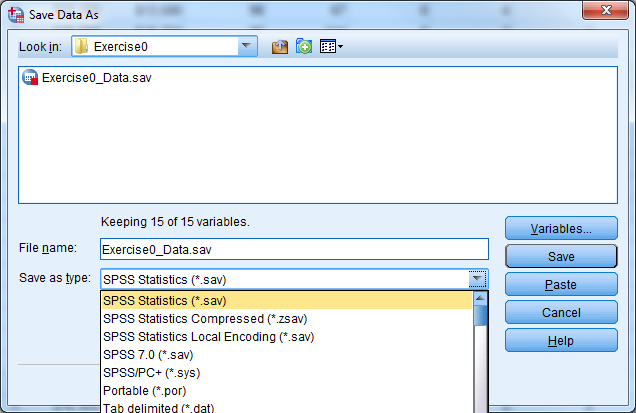 Save Data As
Look in: Exercise0
Exercise0_Data.sav
Keeping 15 of 15 variables.
File name: Exercise0_Data.sav
Save as type: SPSS Statistics (*.sav)
SPSS Statistics (*.sav)
SPSS Statistics Compressed (*.zsav)
SPSS Statistics Local Encoding (*.sav)
SPSS 7.0 (*.sav)
SPSS/PC+ (*.sys)
Portable (*.por)
Tab delimited (*.dat)
Variables...
Save
Paste
Cancel
Help